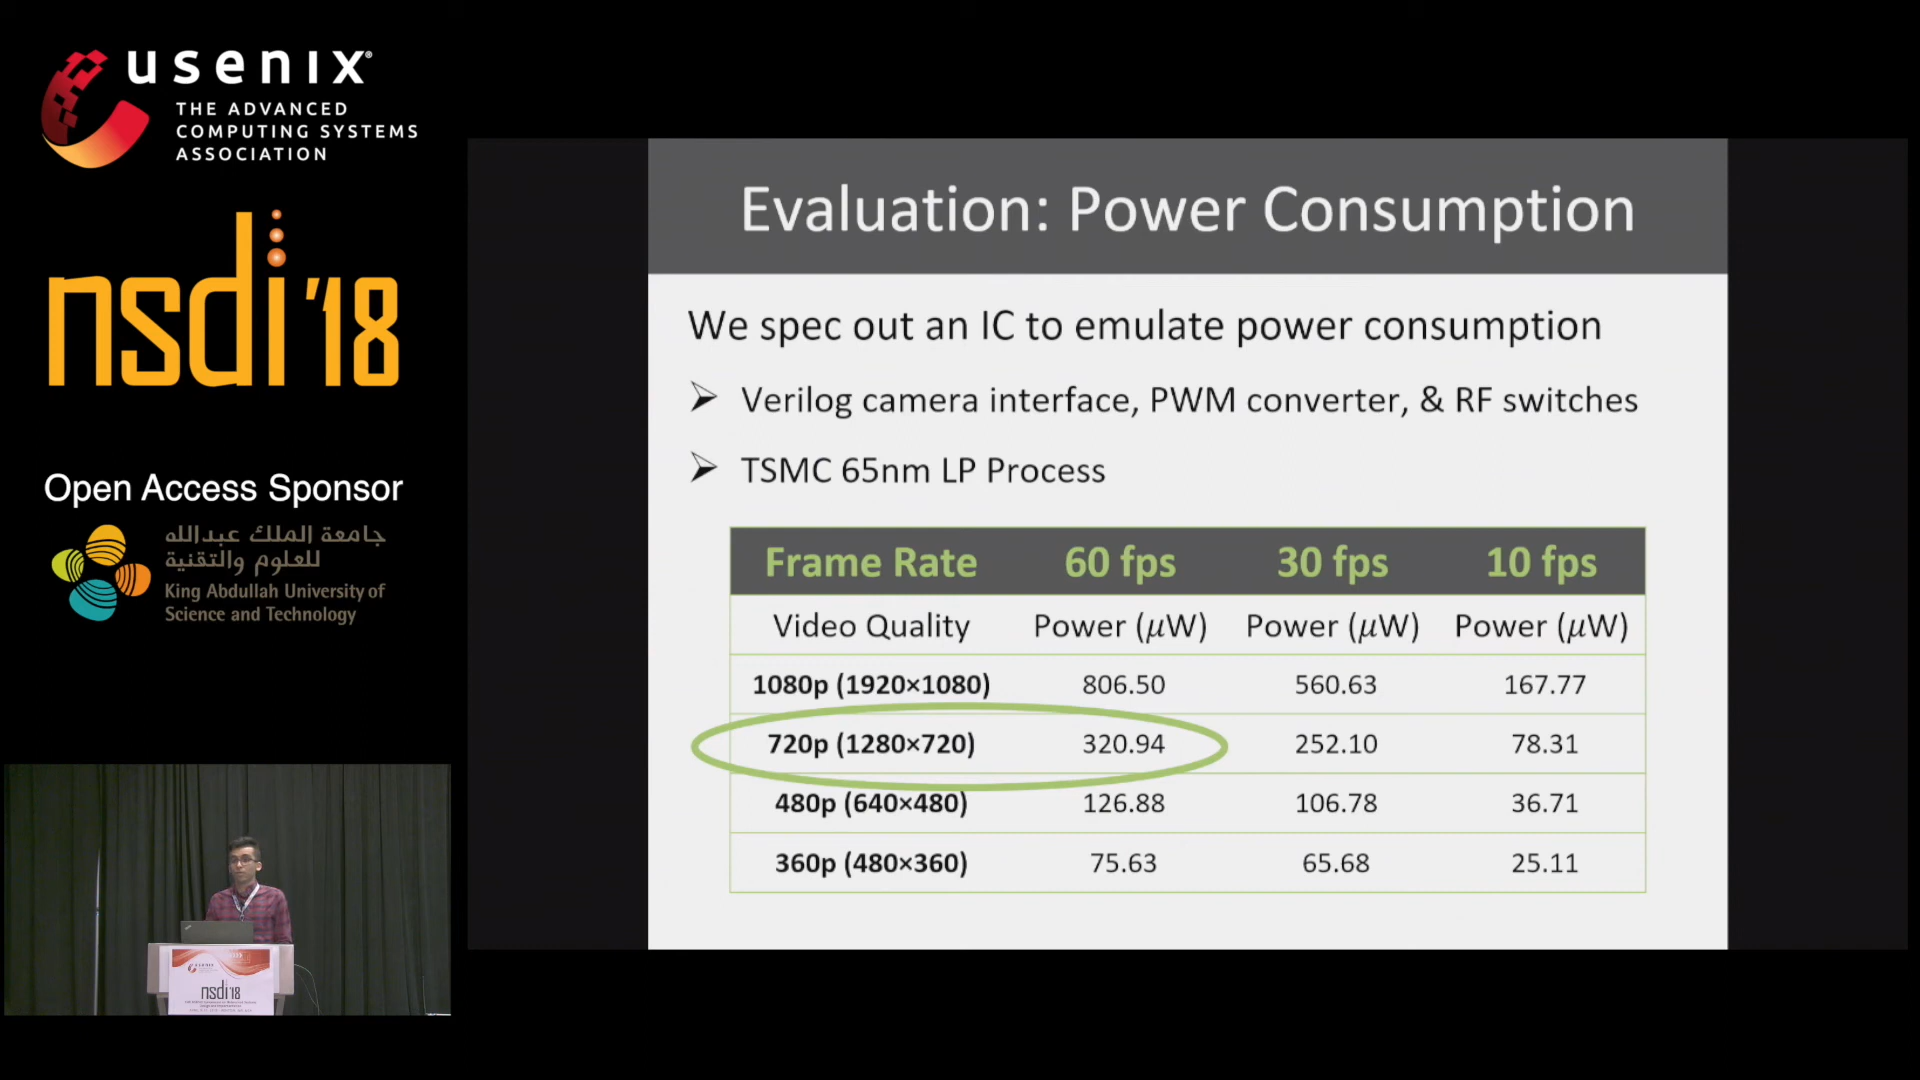 usenix®
THE ADVANCED
COMPUTING SYSTEMS
ASSOCIATION
nsdi '18
Open Access Sponsor
جامعة الملك عبدالله
للعلوم والتقنية
King Abdullah University of
Science and Technology
Evaluation: Power Consumption
We spec out an IC to emulate power consumption
➢ Verilog camera interface, PWM converter, & RF switches
➢ TSMC 65nm LP Process
Frame Rate 60 fps 30 fps 10 fps
Video Quality Power (μW) Power (μW) Power (μW)
1080p (1920×1080) 806.50 560.63 167.77
720p (1280×720) 320.94 252.10 78.31
480p (640×480) 126.88 106.78 36.71
360p (480×360) 75.63 65.68 25.11
usenix
nsdi '18